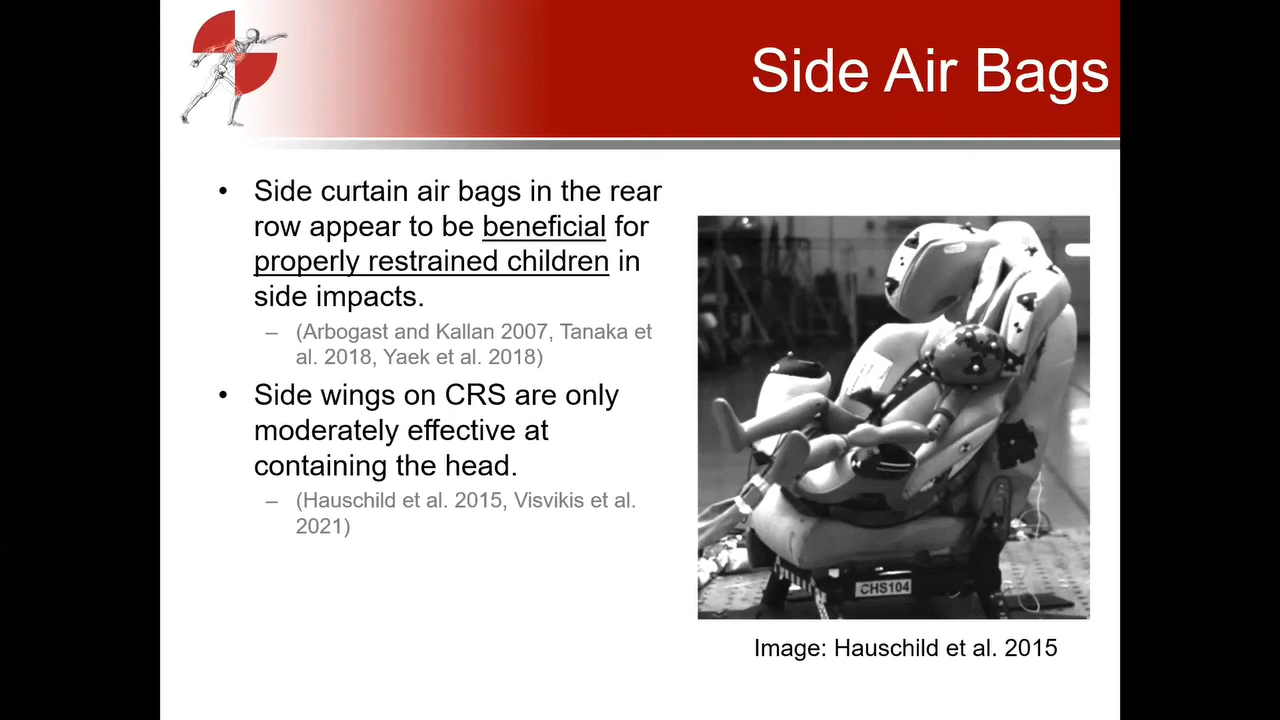 Side Air Bags
• Side curtain air bags in the rear
row appear to be beneficial for
properly restrained children in
side impacts.
– (Arbogast and Kallan 2007, Tanaka et
al. 2018, Yaek et al. 2018)
• Side wings on CRS are only
moderately effective at
containing the head.
– (Hauschild et al. 2015, Visvikis et al.
2021)
CHS104
Image: Hauschild et al. 2015